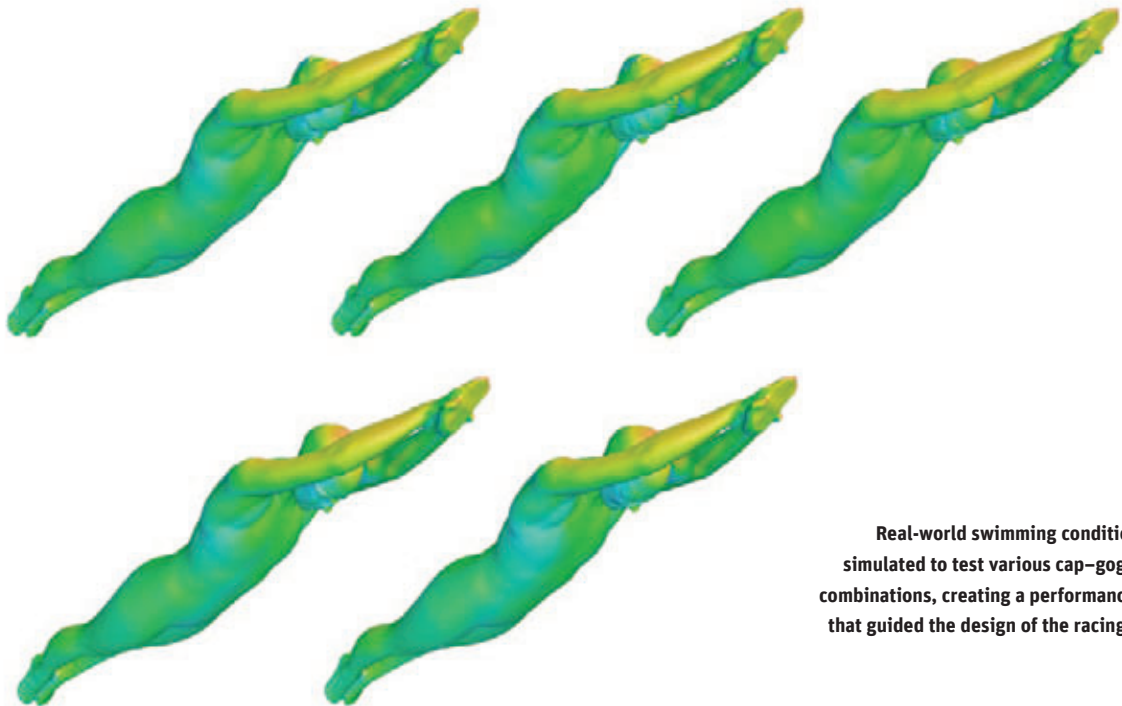 Real-world swimming
simulated to test various
combinations, creating a
that guided the design of the racing